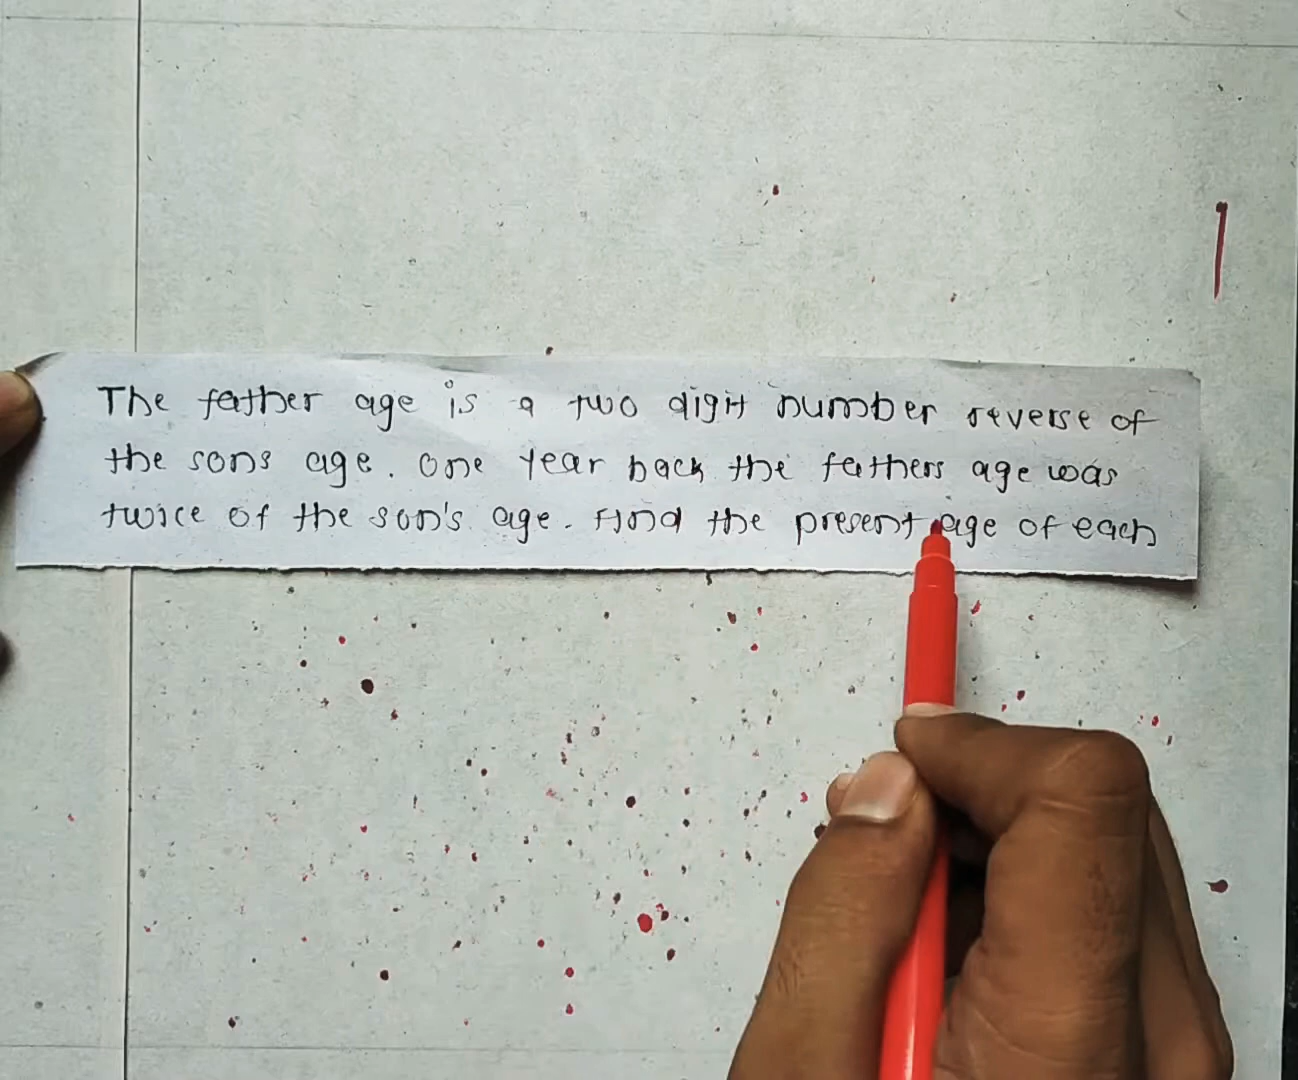 The father age is a two digit number reverse of
the sons age. One year back the fathers age was
twice of the son's age. Find the present age of each